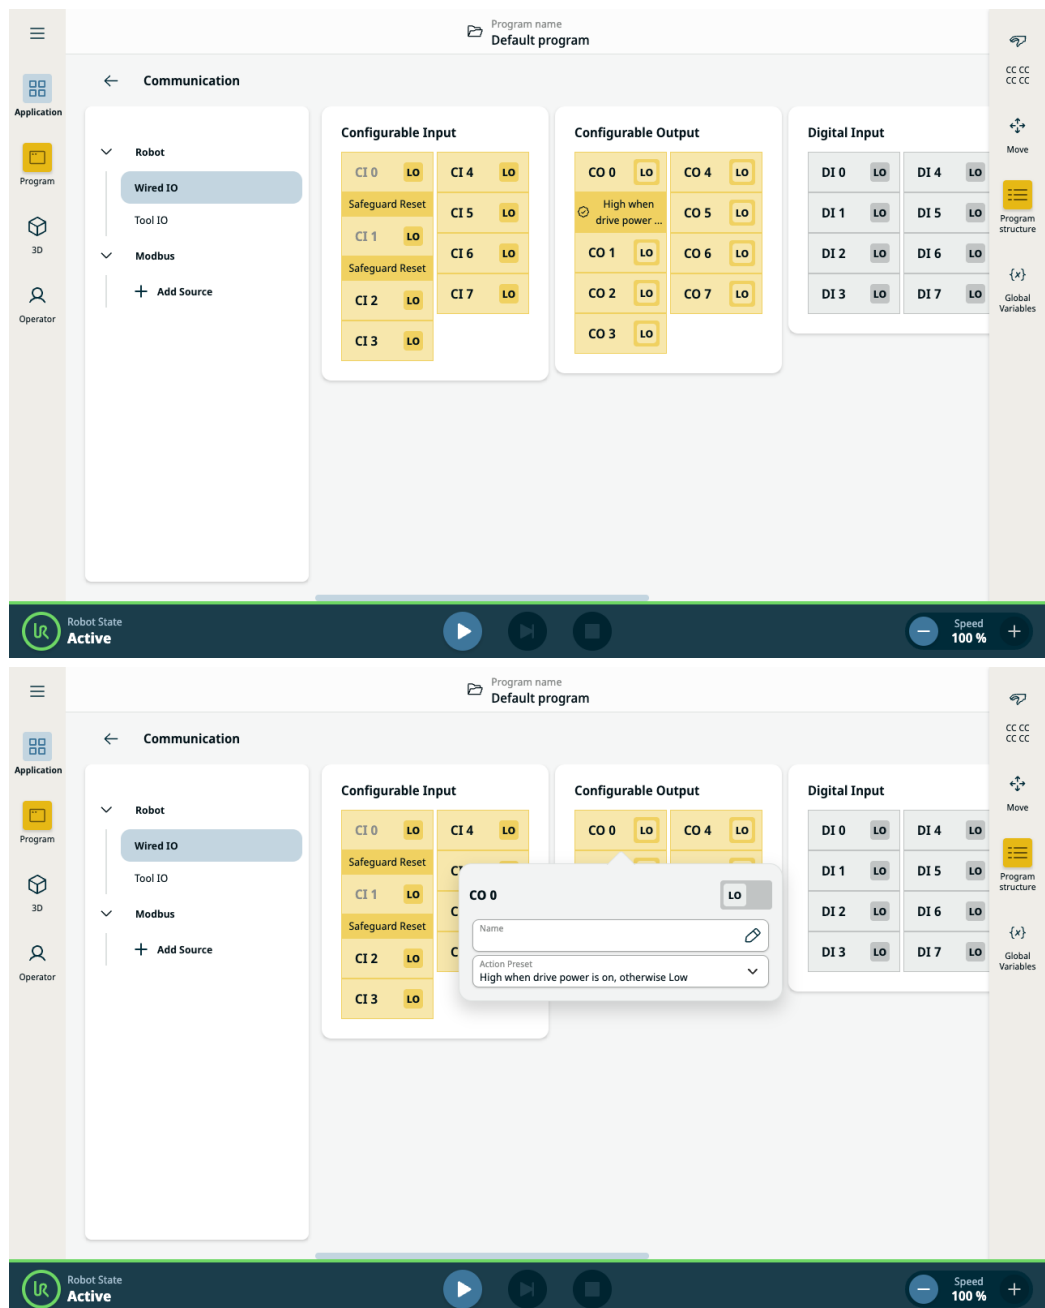 Program name
Default program
Communication
Application
Program
3D
Operator
Robot
Wired IO
Tool IO
Modbus
Add Source
Configurable Input
CI 0 LO CI 4 LO
Safeguard Reset
CI 5 LO
CI 1 LO
CI 6 LO
Safeguard Reset
CI 2 LO CI 7 LO
CI 3 LO
Configurable Output
CO 0 LO CO 4 LO
High when
drive power ...
CO 5 LO
CO 1 LO CO 6 LO
CO 2 LO CO 7 LO
CO 3 LO
Digital Input
DI 0 LO DI 4 LO
DI 1 LO DI 5 LO
DI 2 LO DI 6 LO
DI 3 LO DI 7 LO
CC CC
CC CC
Move
Program
structure
{x}
Global
Variables
UR
Robot State
Active
Speed
100 %
Program name
Default program
Communication
Application
Program
3D
Operator
Robot
Wired IO
Tool IO
Modbus
Add Source
Configurable Input
CI 0 LO CI 4 LO
Safeguard Reset
CI 1 LO
Safeguard Reset
CI 2 LO
CI 3 LO
Configurable Output
CO 0 LO CO 4 LO
CO 0 LO
Name
Action Preset
High when drive power is on, otherwise Low
Digital Input
DI 0 LO DI 4 LO
DI 1 LO DI 5 LO
DI 2 LO DI 6 LO
DI 3 LO DI 7 LO
CC CC
CC CC
Move
Program
structure
{x}
Global
Variables
UR
Robot State
Active
Speed
100 %